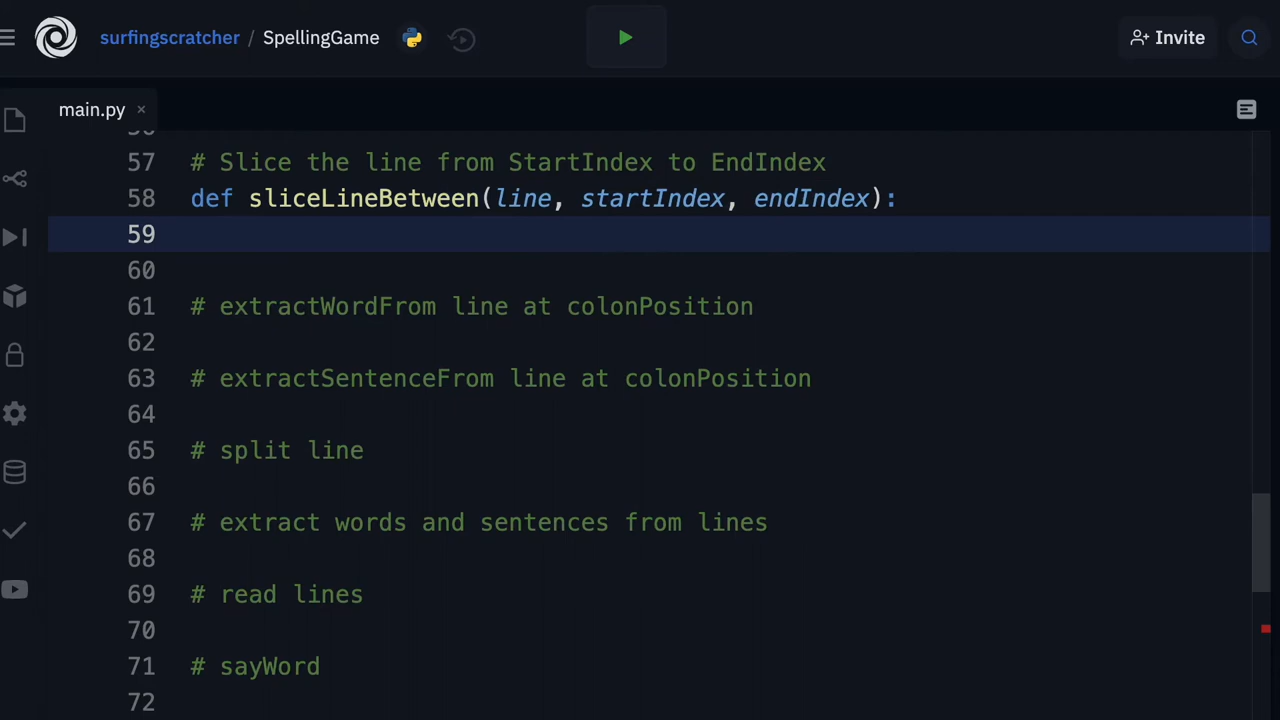 surfingscratcher / SpellingGame
Invite
main.py ×
57 # Slice the line from StartIndex to EndIndex
58 def sliceLineBetween(line, startIndex, endIndex):
59
60
61 # extractWordFrom line at colonPosition
62
63 # extractSentenceFrom line at colonPosition
64
65 # split line
66
67 # extract words and sentences from lines
68
69 # read lines
70
71 # sayWord
72